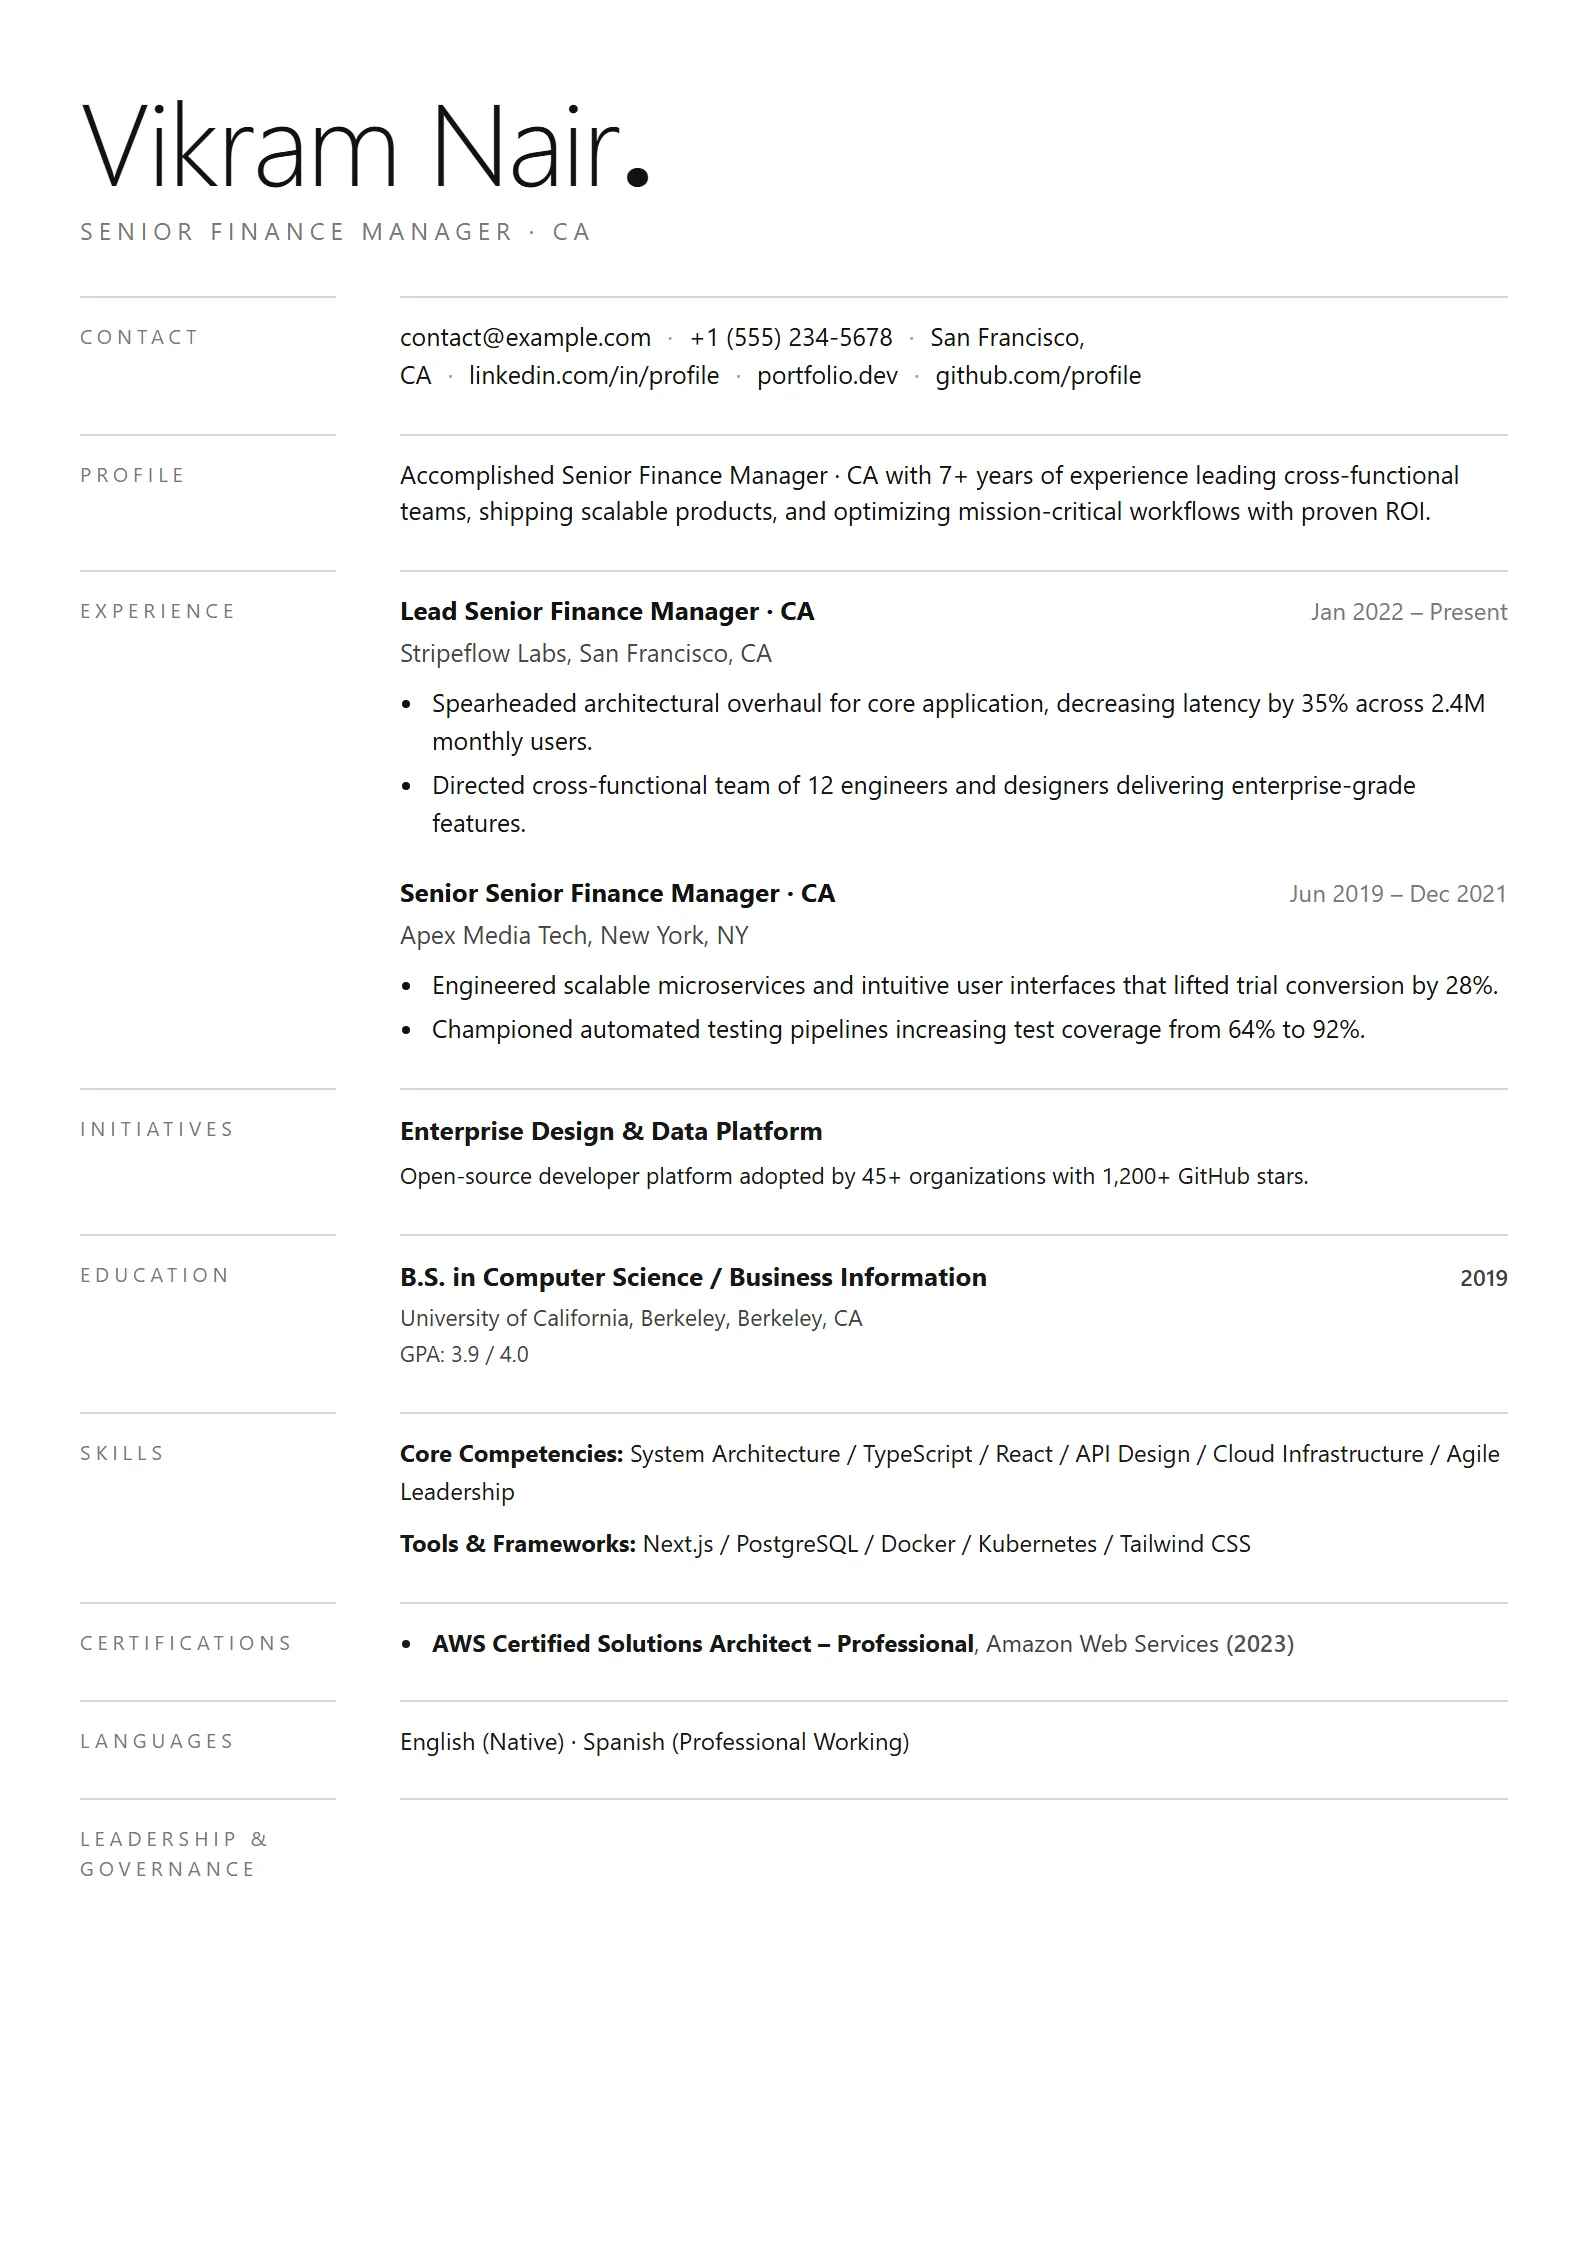 Vikram Nair.
SENIOR FINANCE MANAGER · CA
CONTACT
contact@example.com · +1 (555) 234-5678 · San Francisco,
CA · linkedin.com/in/profile · portfolio.dev · github.com/profile
PROFILE
Accomplished Senior Finance Manager · CA with 7+ years of experience leading cross-functional
teams, shipping scalable products, and optimizing mission-critical workflows with proven ROI.
EXPERIENCE
Lead Senior Finance Manager · CA Jan 2022 – Present
Stripeflow Labs, San Francisco, CA
• Spearheaded architectural overhaul for core application, decreasing latency by 35% across 2.4M
monthly users.
• Directed cross-functional team of 12 engineers and designers delivering enterprise-grade
features.
Senior Senior Finance Manager · CA Jun 2019 – Dec 2021
Apex Media Tech, New York, NY
• Engineered scalable microservices and intuitive user interfaces that lifted trial conversion by 28%.
• Championed automated testing pipelines increasing test coverage from 64% to 92%.
INITIATIVES
Enterprise Design & Data Platform
Open-source developer platform adopted by 45+ organizations with 1,200+ GitHub stars.
EDUCATION
B.S. in Computer Science / Business Information 2019
University of California, Berkeley, Berkeley, CA
GPA: 3.9 / 4.0
SKILLS
Core Competencies: System Architecture / TypeScript / React / API Design / Cloud Infrastructure / Agile
Leadership
Tools & Frameworks: Next.js / PostgreSQL / Docker / Kubernetes / Tailwind CSS
CERTIFICATIONS
• AWS Certified Solutions Architect – Professional, Amazon Web Services (2023)
LANGUAGES
English (Native) · Spanish (Professional Working)
LEADERSHIP &
GOVERNANCE